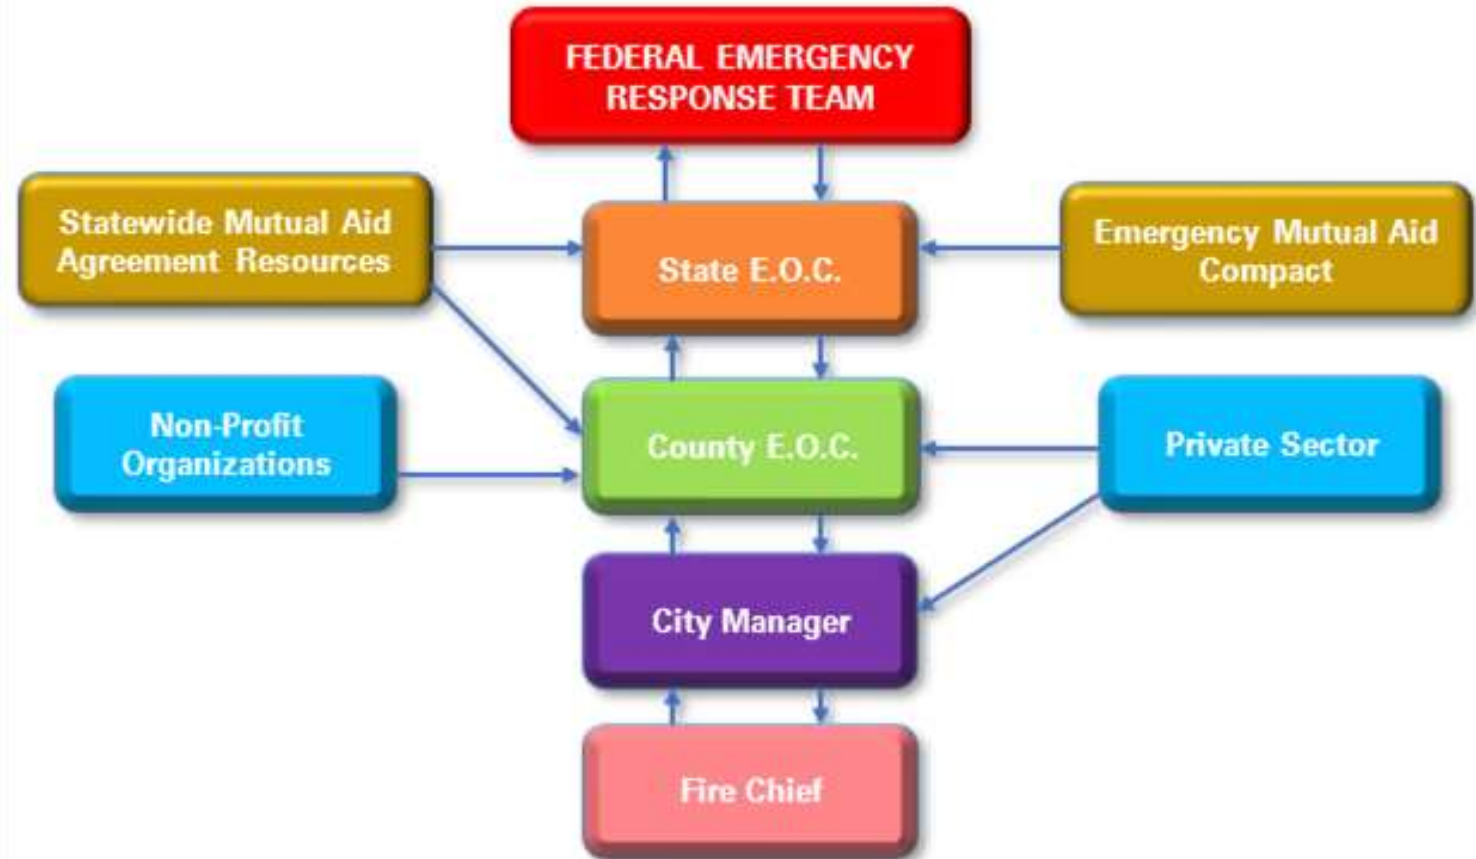 FEDERAL EMERGENCY
RESPONSE TEAM
Statewide Mutual Aid
Agreement Resources
State E.O.C.
Emergency Mutual Aid
Compact
Non-Profit
Organizations
County E.O.C.
Private Sector
City Manager
Fire Chief